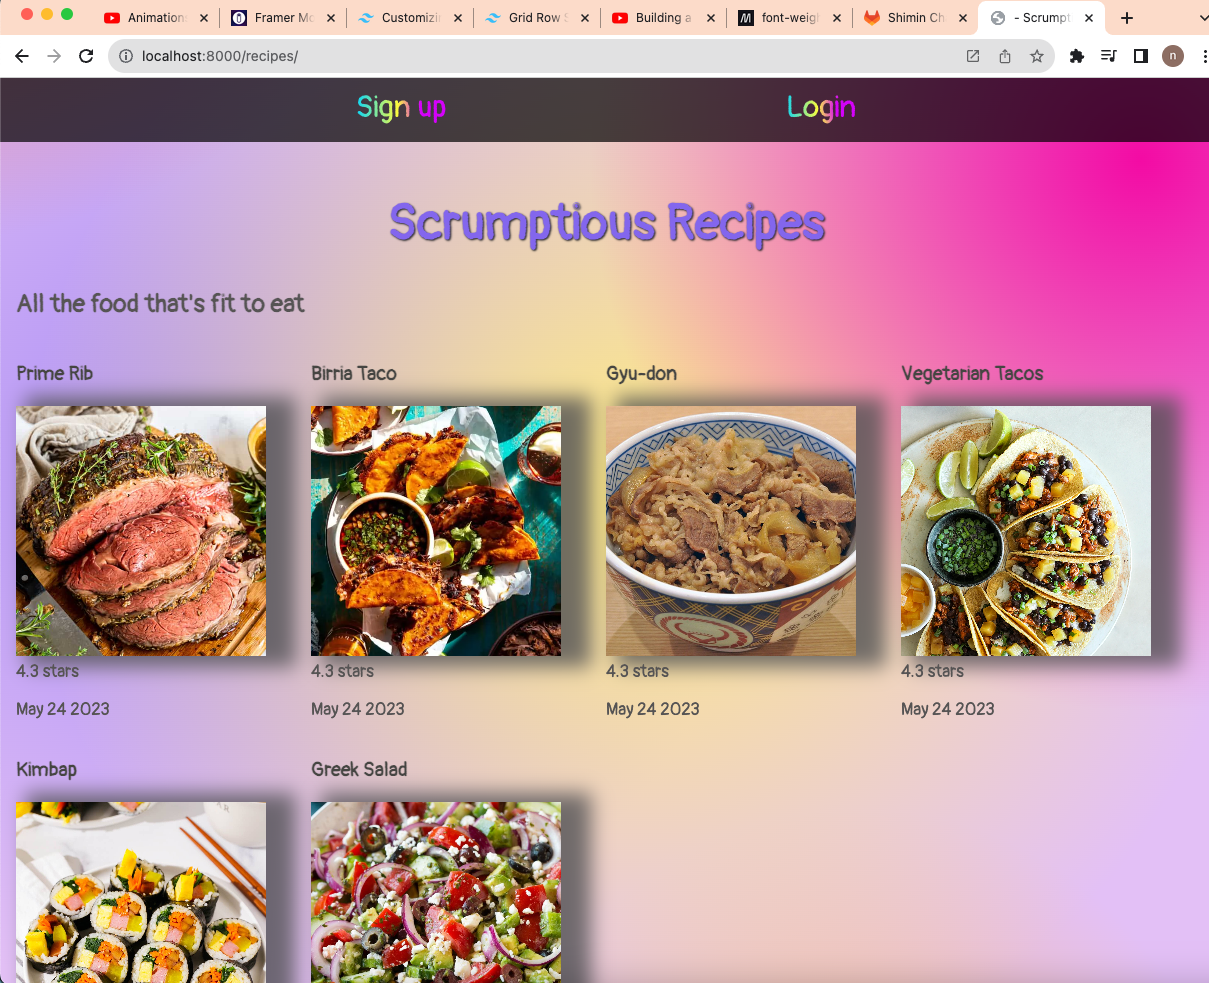 Animation
Framer Mo
Customizi
Grid Row S
Building a
font-weigh
Shimin Ch
- Scrumpt
localhost:8000/recipes/
n
Sign up
Login
Scrumptious Recipes
All the food that's fit to eat
Prime Rib
Birria Taco
Gyu-don
Vegetarian Tacos
4.3 stars
4.3 stars
4.3 stars
4.3 stars
May 24 2023
May 24 2023
May 24 2023
May 24 2023
Kimbap
Greek Salad